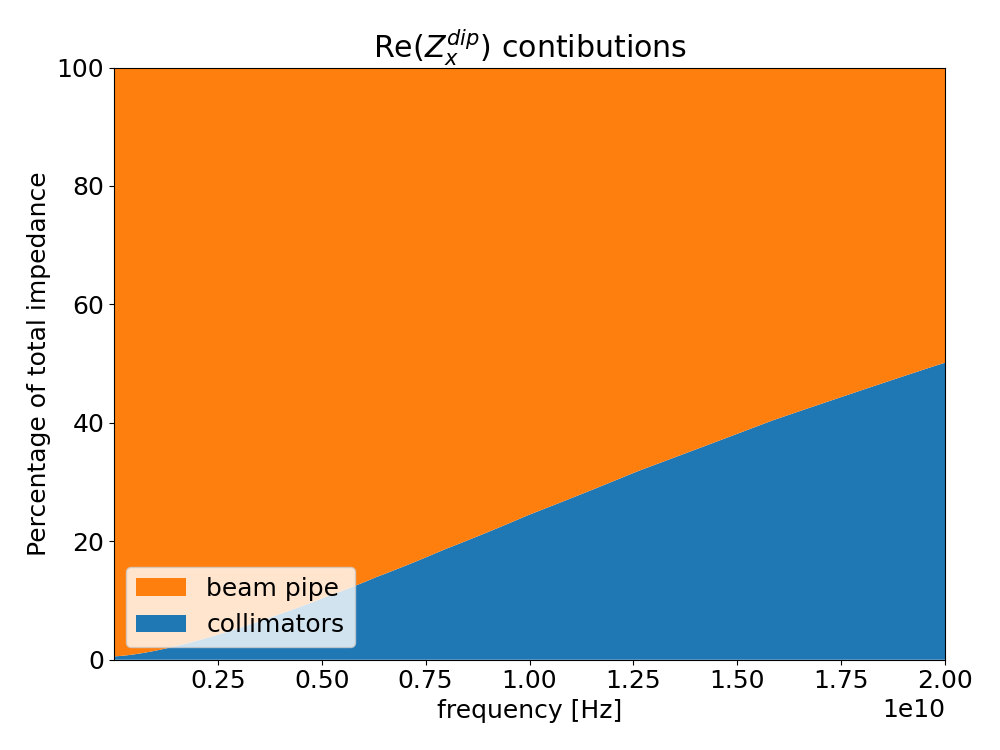 Re(Z_x^{dip}) contibutions
Percentage of total impedance
100
80
60
40
20
0
beam pipe
collimators
0.25 0.50 0.75 1.00 1.25 1.50 1.75 2.00
frequency [Hz]
1e10